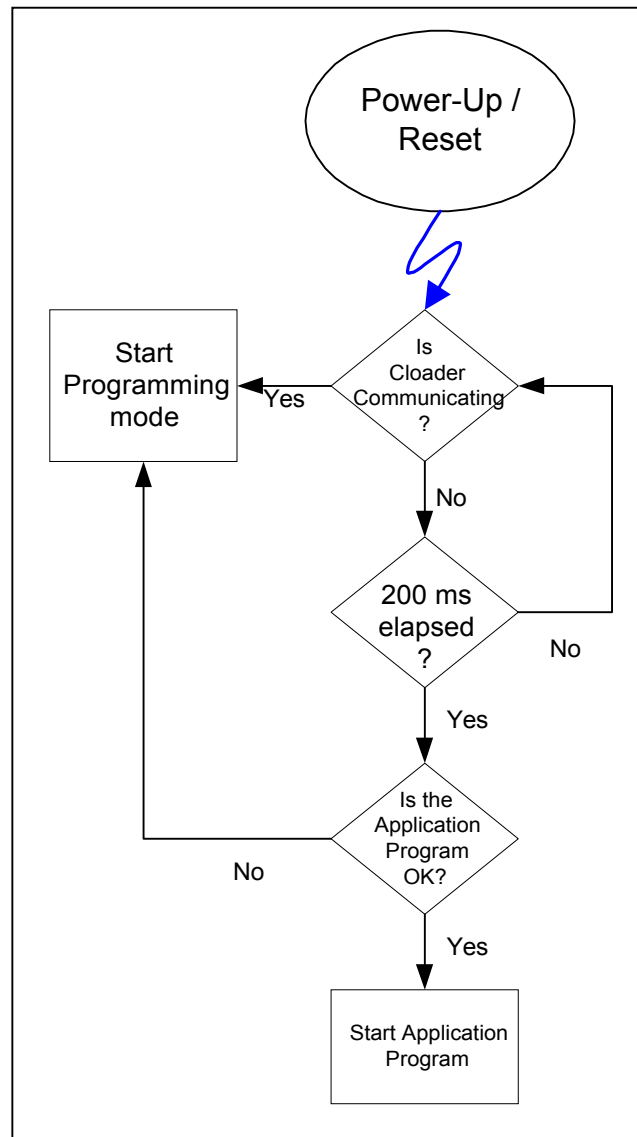 Power-Up /
Reset
Is
Cloader
Communicating
?
Yes
Start
Programming
mode
No
200 ms
elapsed
?
No
Yes
Is the
Application
Program
OK?
No
Yes
Start Application
Program